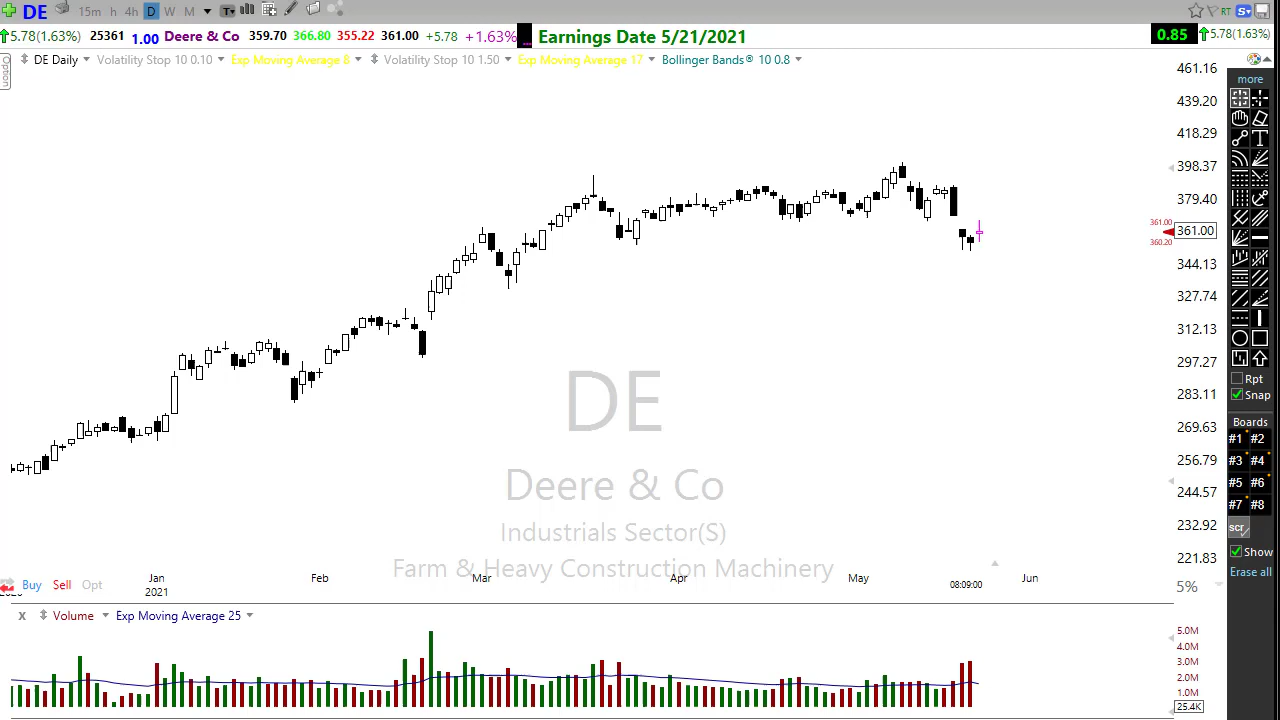 DE 15m h 4h D W M T RT S
5.78(1.63%) 25361 1.00 Deere & Co 359.70 366.80 355.22 361.00 +5.78 +1.63% Earnings Date 5/21/2021 0.85 5.78(1.63%)
Option
DE Daily Volatility Stop 10 0.10 Exp Moving Average 8 Volatility Stop 10 1.50 Exp Moving Average 17 Bollinger Bands® 10 0.8
461.16
439.20
418.29
398.37
379.40
361.00
361.00
360.20
344.13
327.74
312.13
297.27
283.11
269.63
256.79
244.57
232.92
221.83
5%
more
T
Rpt
Snap
Boards
#1 #2
#3 #4
#5 #6
#7 #8
scr
Show
Erase all
DE
Deere & Co
Industrials Sector(S)
Farm & Heavy Construction Machinery
Buy Sell Opt
Jan Feb Mar Apr May 08:09:00 Jun
2021
X Volume Exp Moving Average 25
5.0M
4.0M
3.0M
2.0M
1.0M
25.4K